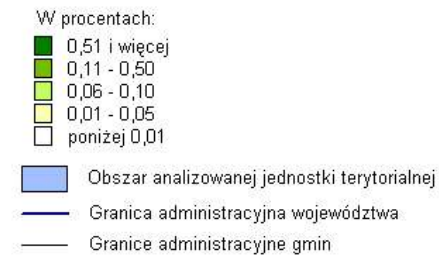 W procentach:
0,51 i więcej
0,11 - 0,50
0,06 - 0,10
0,01 - 0,05
poniżej 0,01
Obszar analizowanej jednostki terytorialnej
Granica administracyjna województwa
Granice administracyjne gmin